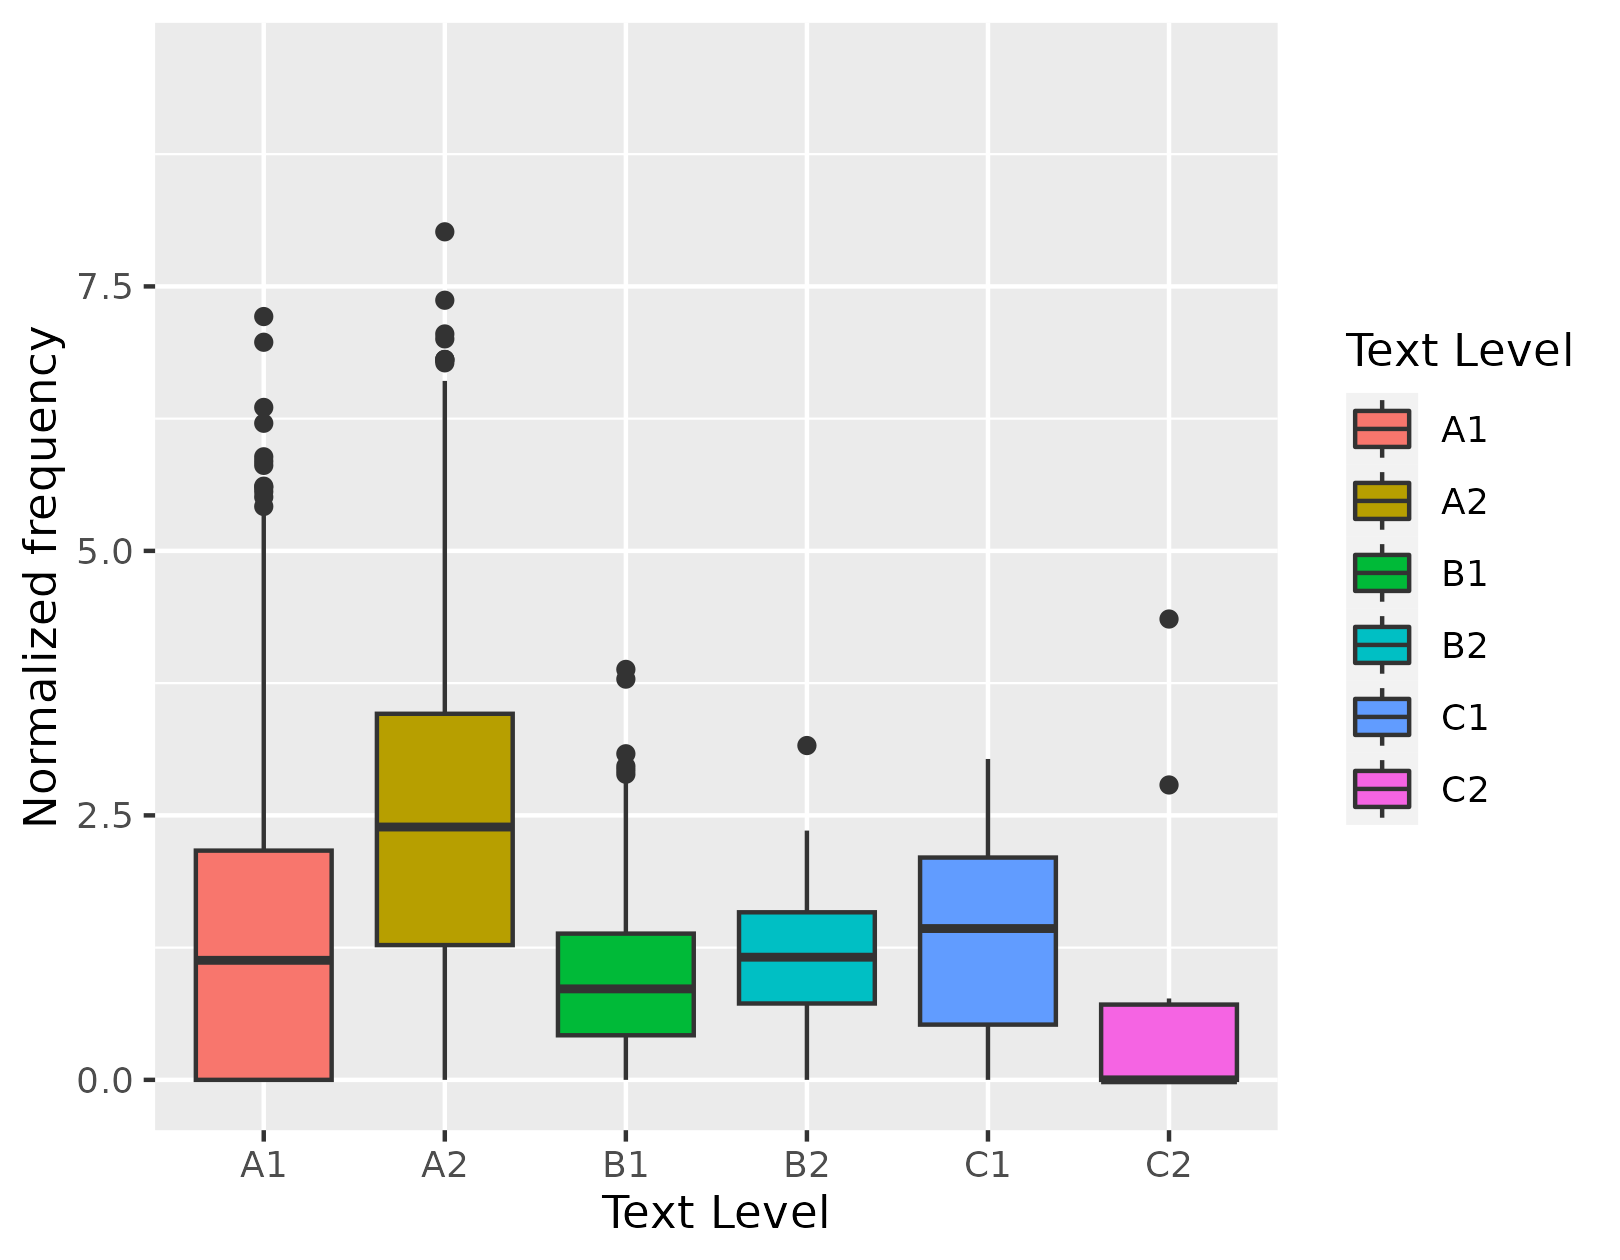 Normalized frequency
7.5
5.0
2.5
0.0
A1 A2 B1 B2 C1 C2
Text Level
Text Level
A1
A2
B1
B2
C1
C2